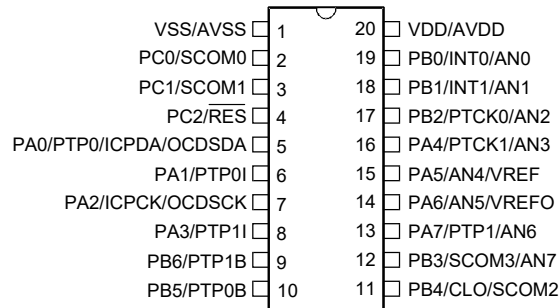 VSS/AVSS 1 20 VDD/AVDD
PC0/SCOM0 2 19 PB0/INT0/AN0
PC1/SCOM1 3 18 PB1/INT1/AN1
PC2/RES 4 17 PB2/PTCK0/AN2
PA0/PTP0/ICPDA/OCDSDA 5 16 PA4/PTCK1/AN3
PA1/PTP0I 6 15 PA5/AN4/VREF
PA2/ICPCK/OCDSCK 7 14 PA6/AN5/VREFO
PA3/PTP1I 8 13 PA7/PTP1/AN6
PB6/PTP1B 9 12 PB3/SCOM3/AN7
PB5/PTP0B 10 11 PB4/CLO/SCOM2